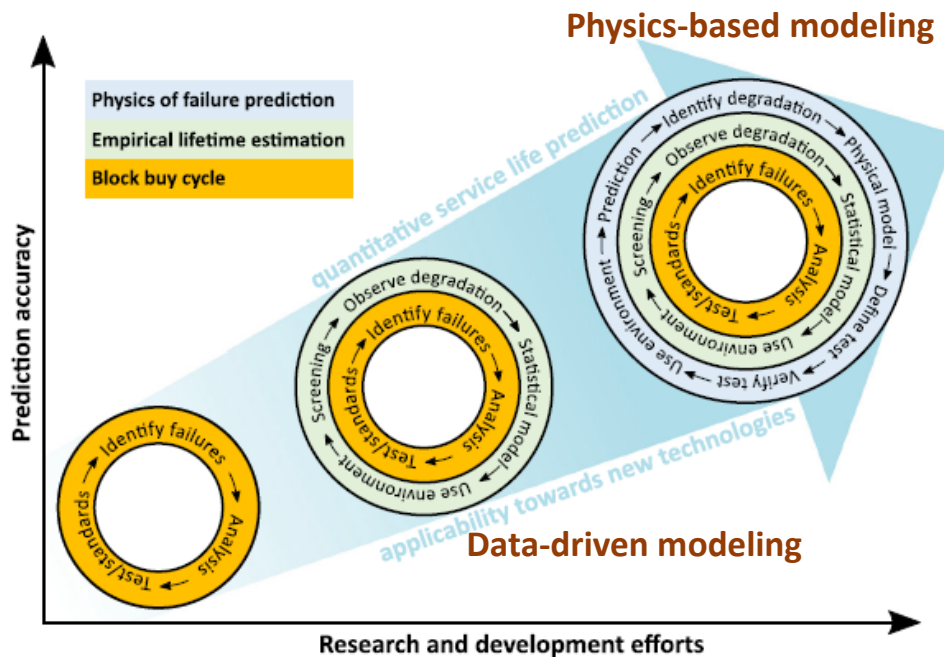 Physics-based modeling
Physics of failure prediction
Empirical lifetime estimation
Block buy cycle
Prediction accuracy
quantitative service life prediction
applicability towards new technologies
Identify failures
Analysis
Test/standards
Observe degradation
Statistical model
Use environment
Screening
Identify failures
Analysis
Test/standards
Identify degradation
Physical model
Define test
Verify test
Use environment
Prediction
Observe degradation
Statistical model
Use environment
Screening
Identify failures
Analysis
Test/standards
Data-driven modeling
Research and development efforts